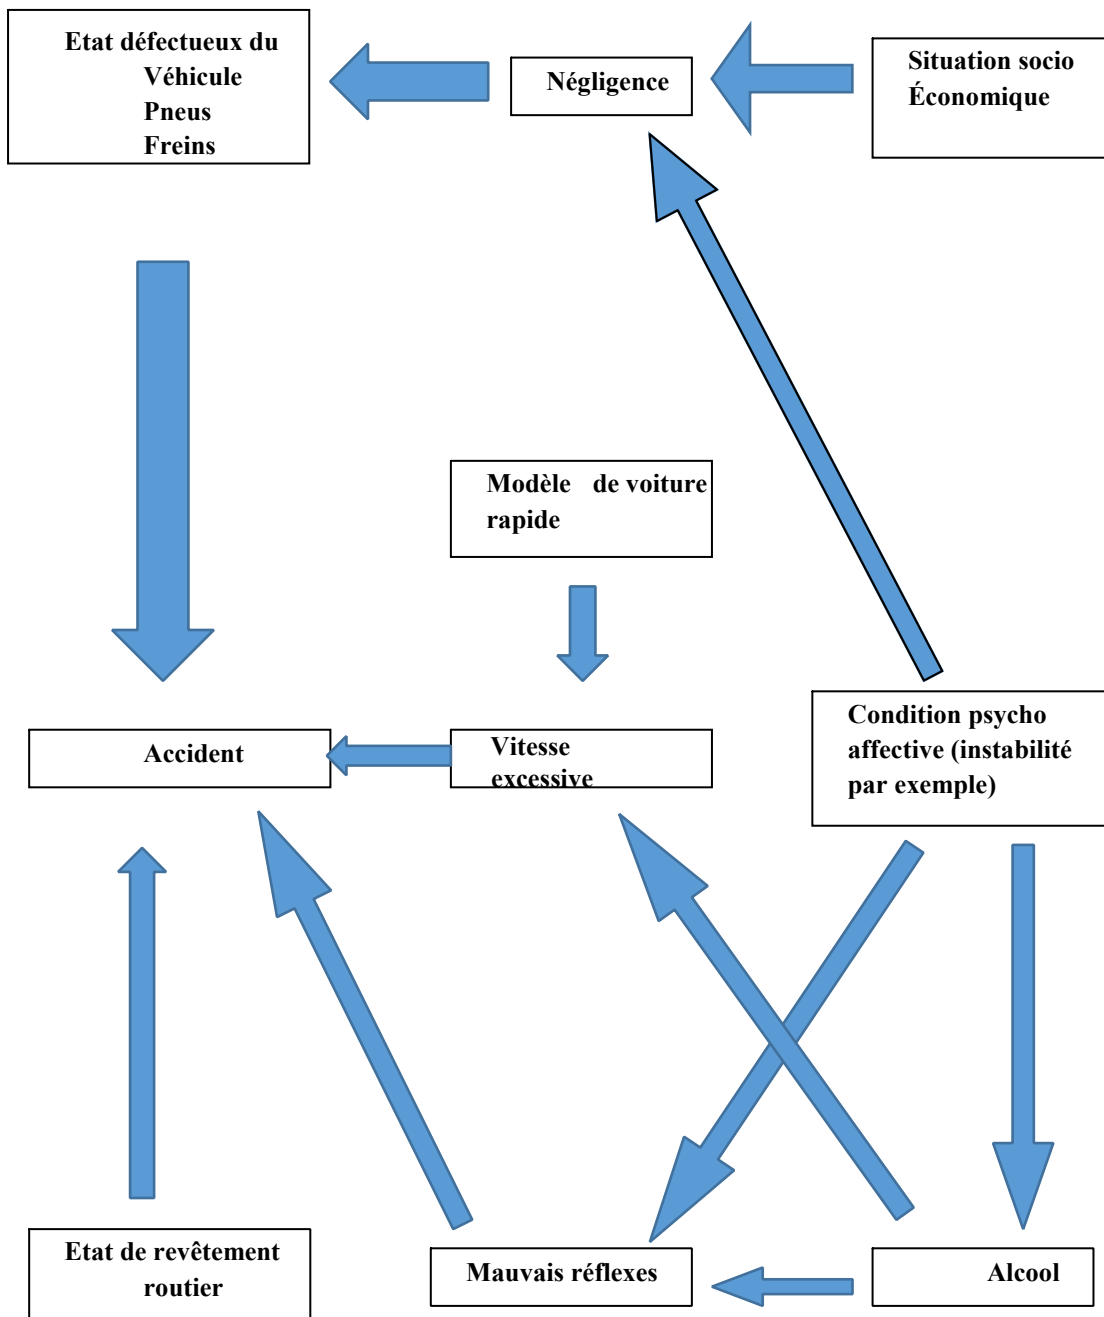 Etat défectueux du
Véhicule
Pneus
Freins
Négligence
Situation socio
Économique
Modèle de voiture
rapide
Accident
Vitesse
excessive
Condition psycho
affective (instabilité
par exemple)
Etat de revêtement
routier
Mauvais réflexes
Alcool